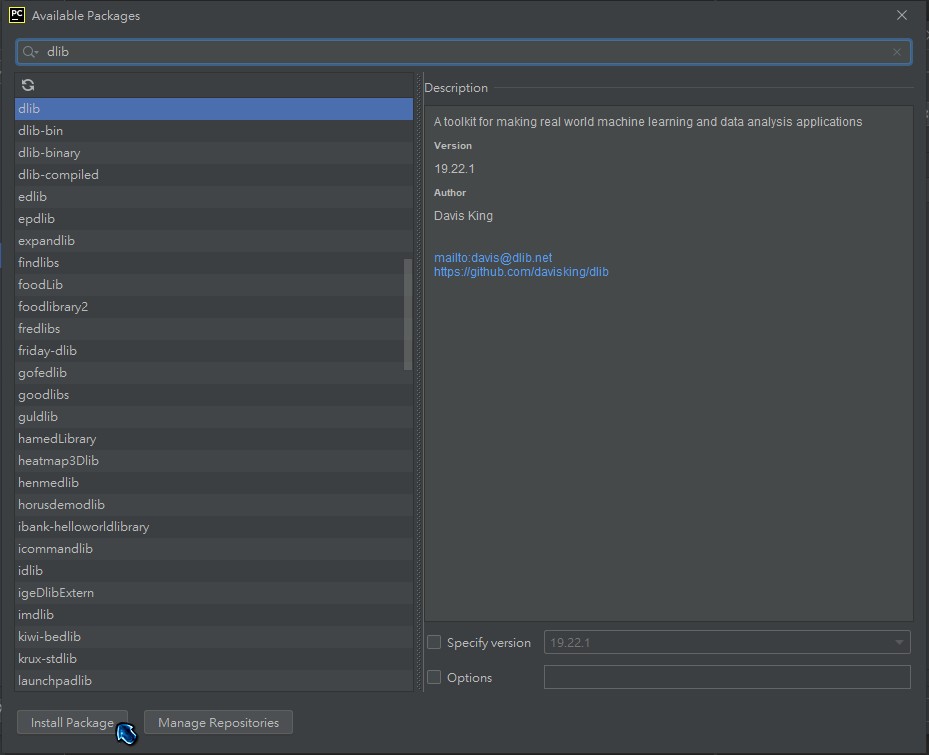 PC
Available Packages
dlib
dlib
dlib-bin
dlib-binary
dlib-compiled
edlib
epdlib
expandlib
findlibs
foodLib
foodlibrary2
fredlibs
friday-dlib
gofedlib
goodlibs
guldlib
hamedLibrary
heatmap3Dlib
henmedlib
horusdemodlib
ibank-helloworldlibrary
icommandlib
idlib
igeDlibExtern
imdlib
kiwi-bedlib
krux-stdlib
launchpadlib
Description
A toolkit for making real world machine learning and data analysis applications
Version
19.22.1
Author
Davis King
mailto:davis@dlib.net
https://github.com/davisking/dlib
Specify version 19.22.1
Options
Install Package Manage Repositories